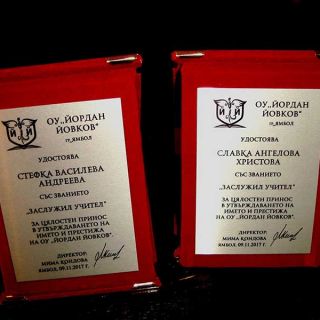 ОУ „ЙОРДАН
ЙОВКОВ"
гр. ЯМБОЛ
УДОСТОЯВА
СТЕФКА ВАСИЛЕВА
АНДРЕЕВА
СЪС ЗВАНИЕТО
„ЗАСЛУЖИЛ УЧИТЕЛ"
ЗА ЦЯЛОСТЕН ПРИНОС
В УТВЪРЖДАВАНЕТО НА
ИМЕТО И ПРЕСТИЖА
НА ОУ „ЙОРДАН ЙОВКОВ".
ДИРЕКТОР:
МИМА КОНДОВА
ЯМБОЛ, 09.11.2017 г.
ОУ „ЙОРДАН
ЙОВКОВ"
гр. ЯМБОЛ
УДОСТОЯВА
СЛАВКА АНГЕЛОВА
ХРИСТОВА
СЪС ЗВАНИЕТО
„ЗАСЛУЖИЛ УЧИТЕЛ"
ЗА ЦЯЛОСТЕН ПРИНОС
В УТВЪРЖДАВАНЕТО НА
ИМЕТО И ПРЕСТИЖА
НА ОУ „ЙОРДАН ЙОВКОВ".
ДИРЕКТОР:
МИМА КОНДОВА
ЯМБОЛ, 09.11.2017 г.